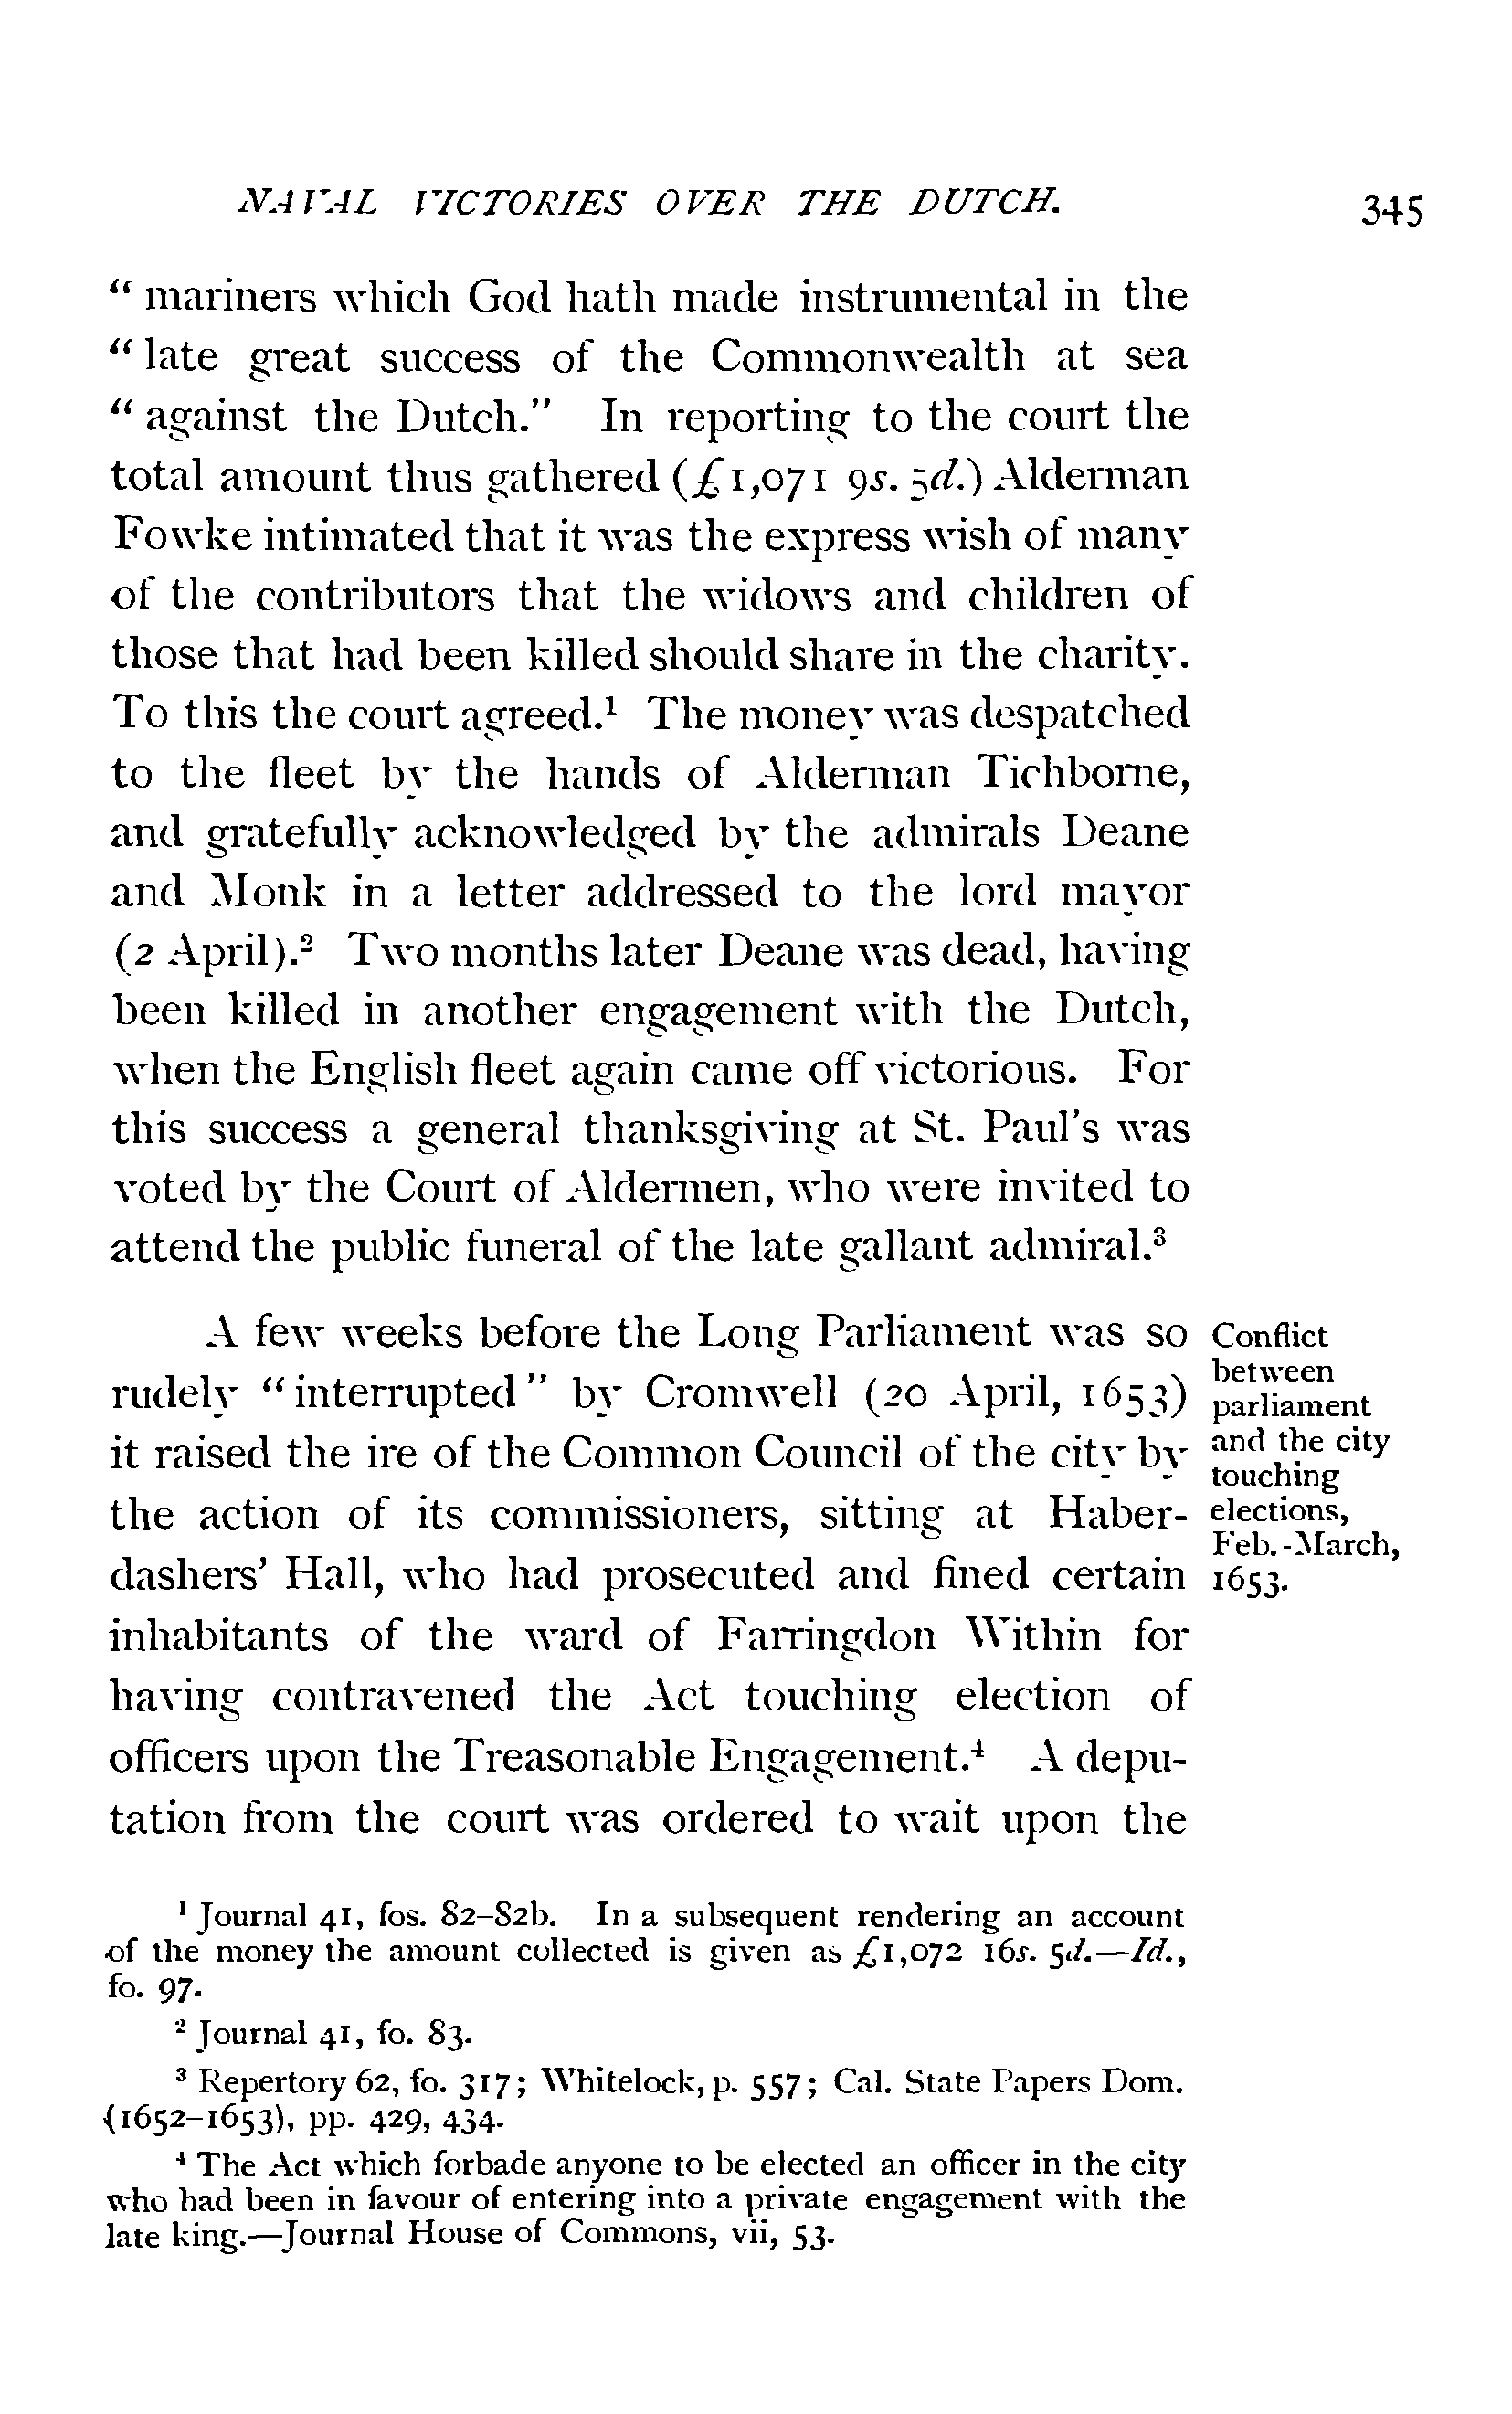 NAVAL VICTORIES OVER THE DUTCH. 345
“ mariners which God hath made instrumental in the
“ late great success of the Commonwealth at sea
“ against the Dutch.” In reporting to the court the
total amount thus gathered (£1,071 9s. 5d.) Alderman
Fowke intimated that it was the express wish of many
of the contributors that the widows and children of
those that had been killed should share in the charity.
To this the court agreed.¹ The money was despatched
to the fleet by the hands of Alderman Tichborne,
and gratefully acknowledged by the admirals Deane
and Monk in a letter addressed to the lord mayor
(2 April).² Two months later Deane was dead, having
been killed in another engagement with the Dutch,
when the English fleet again came off victorious. For
this success a general thanksgiving at St. Paul’s was
voted by the Court of Aldermen, who were invited to
attend the public funeral of the late gallant admiral.³
A few weeks before the Long Parliament was so
rudely “interrupted” by Cromwell (20 April, 1653)
it raised the ire of the Common Council of the city by
the action of its commissioners, sitting at Haber-
dashers’ Hall, who had prosecuted and fined certain
inhabitants of the ward of Farringdon Within for
having contravened the Act touching election of
officers upon the Treasonable Engagement.⁴ A depu-
tation from the court was ordered to wait upon the
Conflict
between
parliament
and the city
touching
elections,
Feb.-March,
1653.
¹ Journal 41, fos. 82–82b. In a subsequent rendering an account
of the money the amount collected is given as £1,072 16s. 5d.—Id.,
fo. 97.
² Journal 41, fo. 83.
³ Repertory 62, fo. 317; Whitelock, p. 557; Cal. State Papers Dom.
(1652–1653), pp. 429, 434.
⁴ The Act which forbade anyone to be elected an officer in the city
who had been in favour of entering into a private engagement with the
late king.—Journal House of Commons, vii, 53.